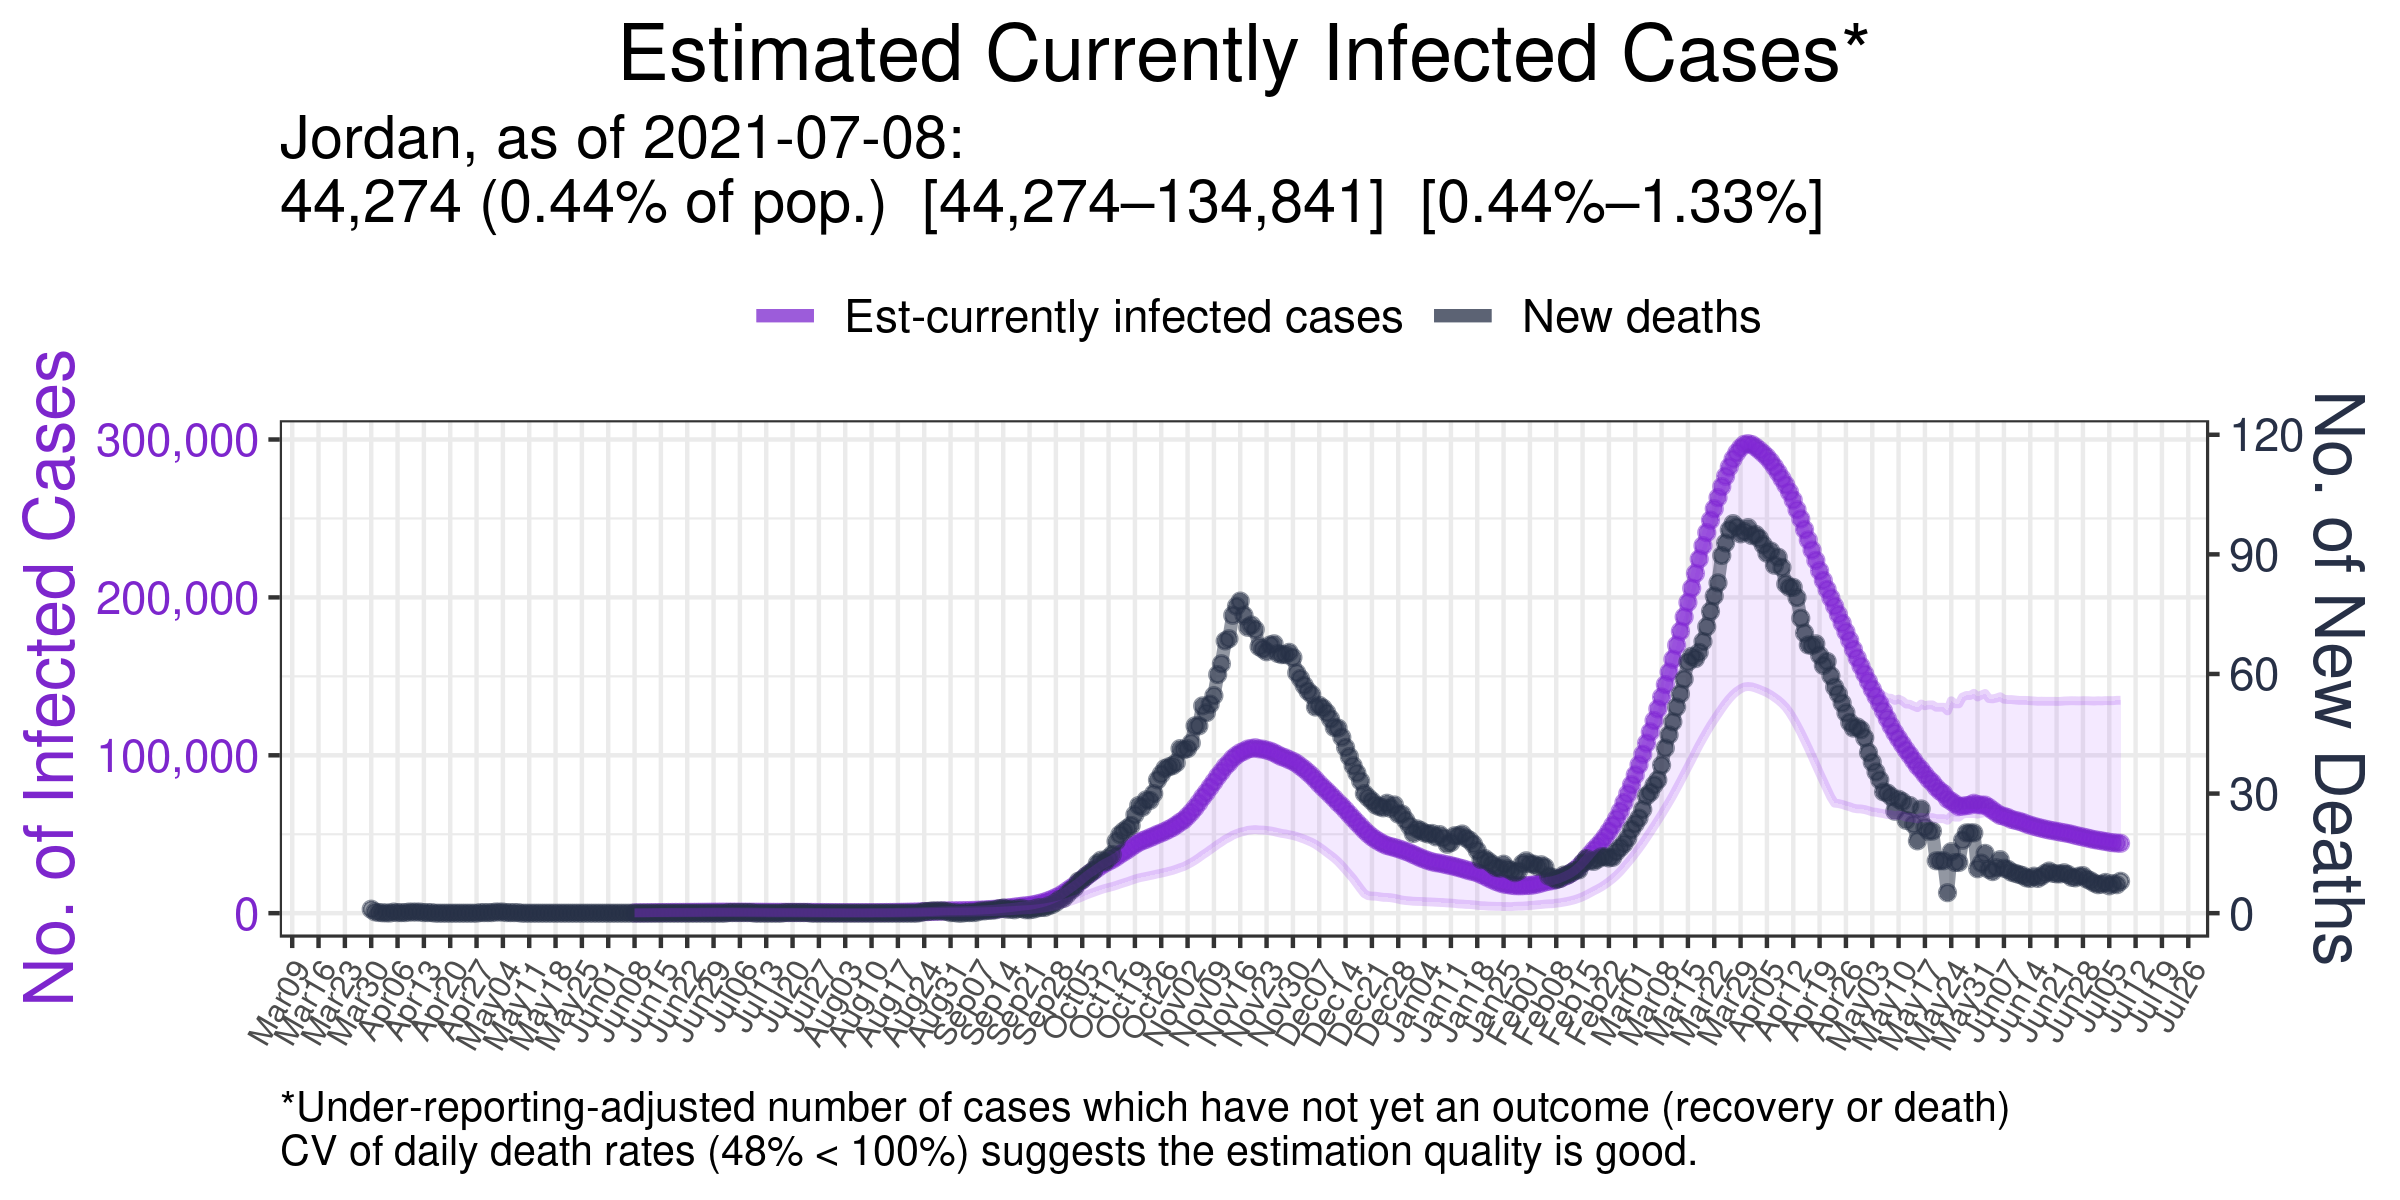 Estimated Currently Infected Cases*
Jordan, as of 2021-07-08:
44,274 (0.44% of pop.) [44,274–134,841] [0.44%–1.33%]
Est-currently infected cases
New deaths
No. of Infected Cases
300,000
200,000
100,000
0
120
90
60
30
0
No. of New Deaths
Mar09
Mar16
Mar23
Mar30
Apr06
Apr13
Apr20
Apr27
May04
May11
May18
May25
Jun01
Jun08
Jun15
Jun22
Jun29
Jul06
Jul13
Jul20
Jul27
Aug03
Aug10
Aug17
Aug24
Aug31
Sep07
Sep14
Sep21
Sep28
Oct05
Oct12
Oct19
Oct26
Nov02
Nov09
Nov16
Nov23
Nov30
Dec07
Dec14
Dec21
Dec28
Jan04
Jan11
Jan18
Jan25
Feb01
Feb08
Feb15
Feb22
Mar01
Mar08
Mar15
Mar22
Mar29
Apr05
Apr12
Apr19
Apr26
May03
May10
May17
May24
May31
Jun07
Jun14
Jun21
Jun28
Jul05
Jul12
Jul19
Jul26
*Under-reporting-adjusted number of cases which have not yet an outcome (recovery or death)
CV of daily death rates (48% < 100%) suggests the estimation quality is good.